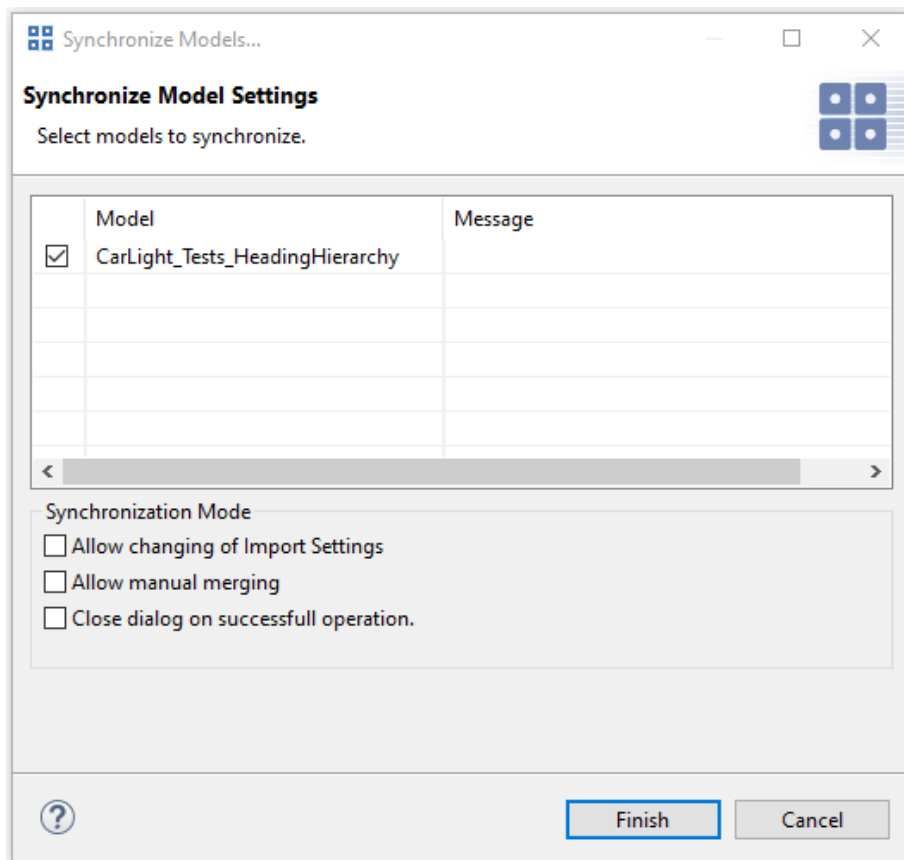 Synchronize Models...
Synchronize Model Settings
Select models to synchronize.
Model Message
CarLight_Tests_HeadingHierarchy
Synchronization Mode
Allow changing of Import Settings
Allow manual merging
Close dialog on successfull operation.
?
Finish Cancel